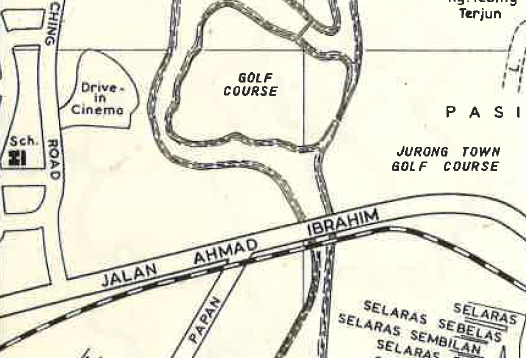 Terjun
CHING
ROAD
Drive-
in
Cinema
GOLF
COURSE
PASI
Sch.
JURONG TOWN
GOLF COURSE
JALAN AHMAD IBRAHIM
PAPAN
SELARAS
SELARAS SEBELAS
SELARAS SEMBILAN
SELARAS